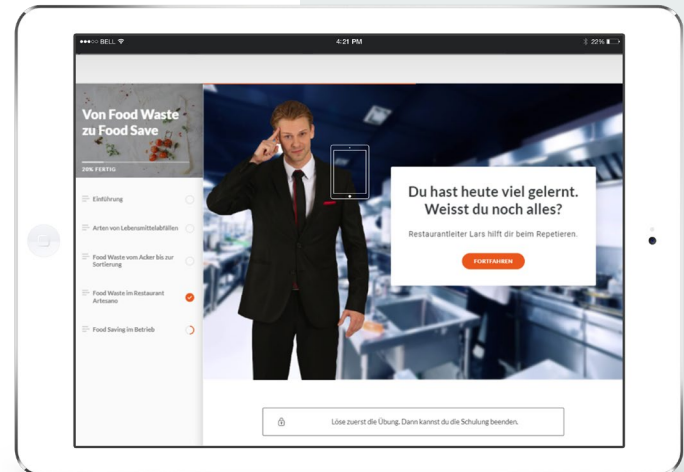 BELL
4:21 PM
22%
Von Food Waste
zu Food Save
20% FERTIG
Einführung
Arten von Lebensmittelabfällen
Food Waste vom Acker bis zur
Sortierung
Food Waste im Restaurant
Artesano
Food Saving im Betrieb
Du hast heute viel gelernt.
Weisst du noch alles?
Restaurantleiter Lars hilft dir beim Repetieren.
FORTFAHREN
Löse zuerst die Übung. Dann kannst du die Schulung beenden.